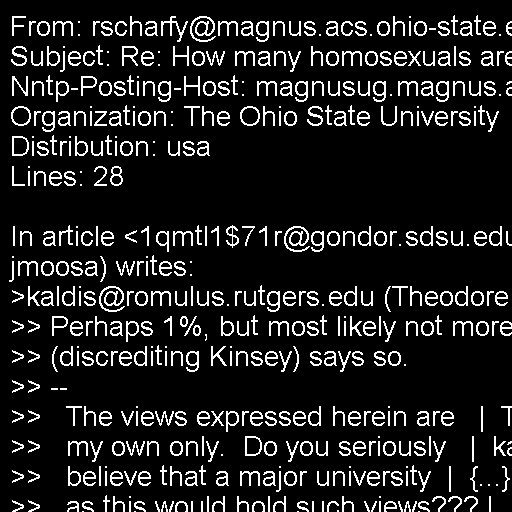 From: rscharfy@magnus.acs.ohio-state.e
Subject: Re: How many homosexuals are
Nntp-Posting-Host: magnusug.magnus.a
Organization: The Ohio State University
Distribution: usa
Lines: 28

In article <1qmtl1$71r@gondor.sdsu.edu
jmoosa) writes:
>kaldis@romulus.rutgers.edu (Theodore
>> Perhaps 1%, but most likely not more
>> (discrediting Kinsey) says so.
>> --
>>   The views expressed herein are   |  T
>>   my own only.  Do you seriously   |  ka
>>   believe that a major university  |  {...}
>>   as this would hold such views??? |